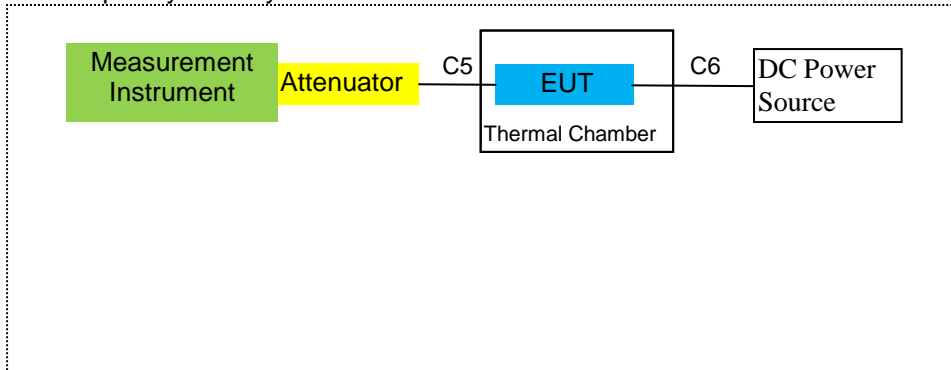 Measurement
Instrument
Attenuator
C5
EUT
Thermal Chamber
C6
DC Power
Source